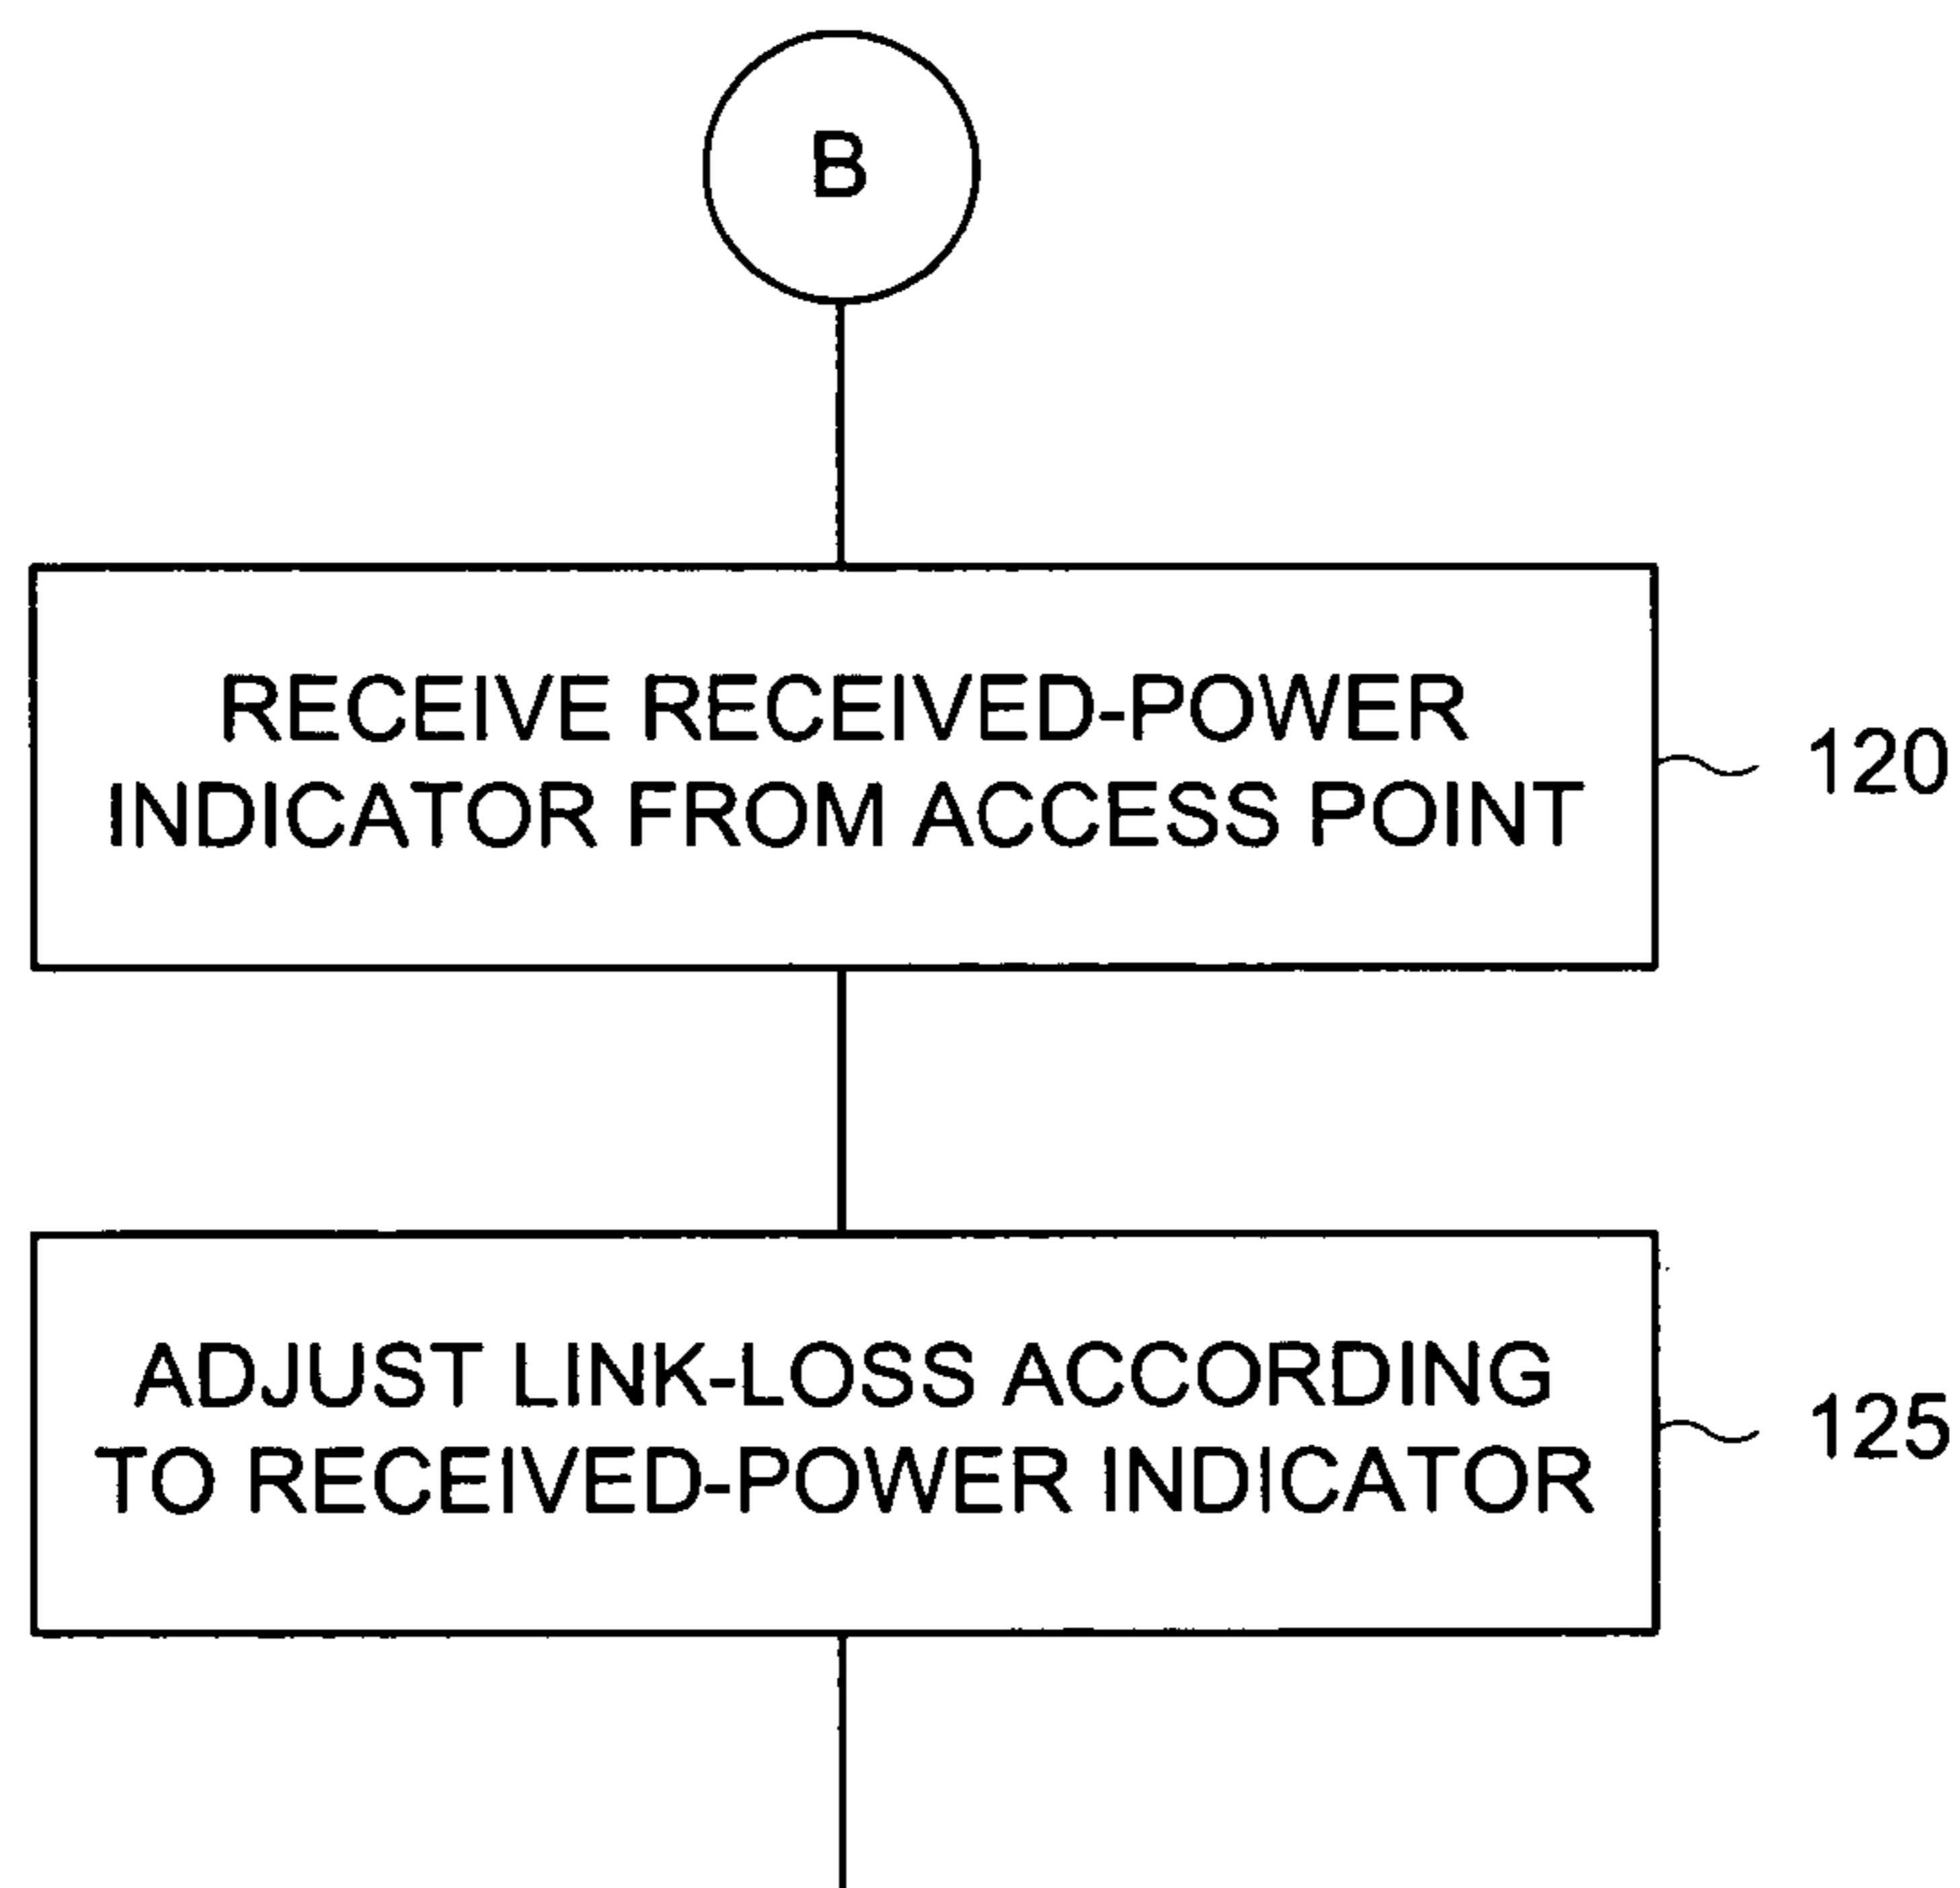 B
RECEIVE RECEIVED-POWER
INDICATOR FROM ACCESS POINT
120
ADJUST LINK-LOSS ACCORDING
TO RECEIVED-POWER INDICATOR
125